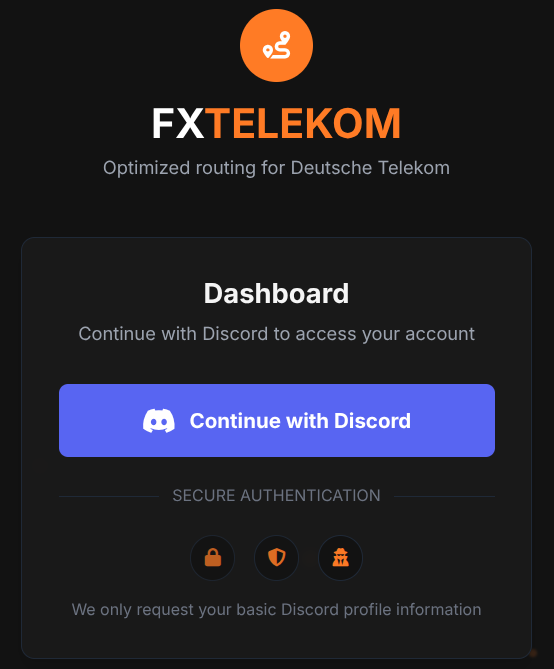 FXTELEKOM
Optimized routing for Deutsche Telekom
Dashboard
Continue with Discord to access your account
Continue with Discord
SECURE AUTHENTICATION
We only request your basic Discord profile information